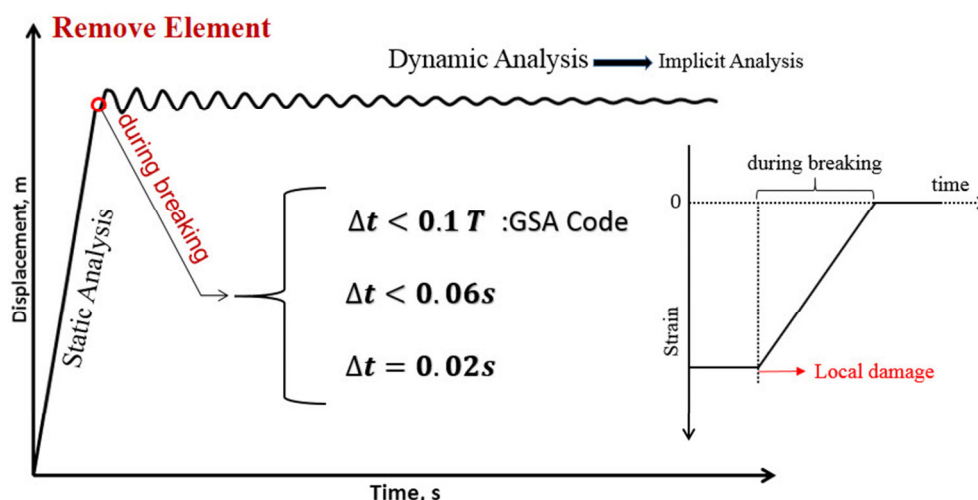 Remove Element
Dynamic Analysis
Implicit Analysis
during breaking
Static Analysis
Displacement, m
Δt < 0.1 T :GSA Code
Δt < 0.06s
Δt = 0.02s
Time, s
during breaking
time
0
Strain
Local damage